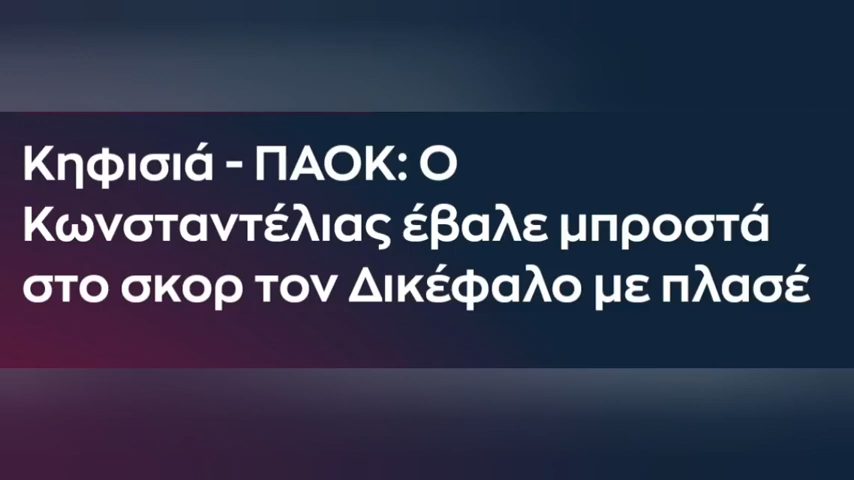 Κηφισιά - ΠΑΟΚ: Ο
Κωνσταντέλιας έβαλε μπροστά
στο σκορ τον Δικέφαλο με πλασέ